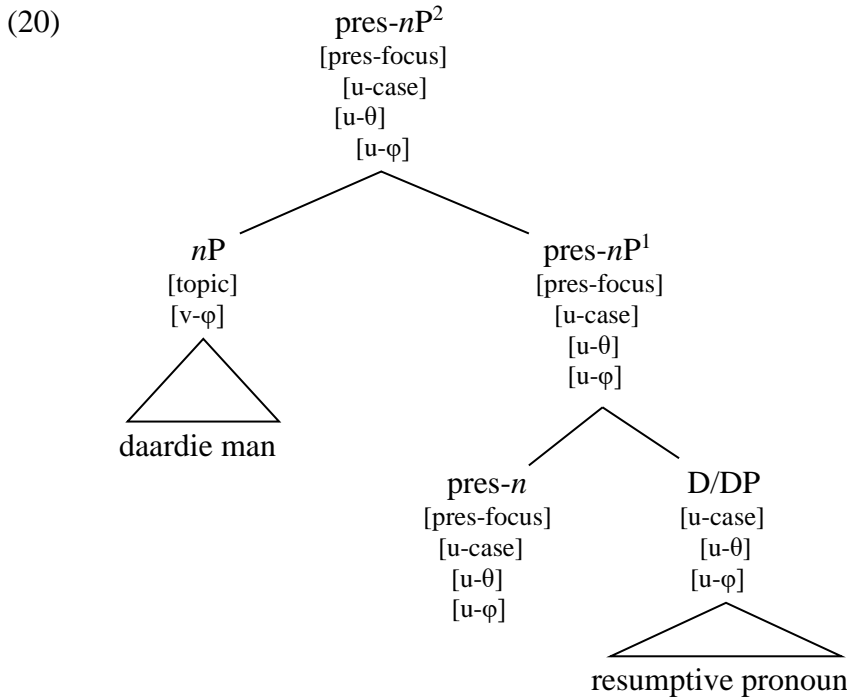 (20) pres-nP²
[pres-focus]
[u-case]
[u-θ]
[u-φ]
nP pres-nP¹
[topic] [pres-focus]
[v-φ] [u-case]
[u-θ]
[u-φ]
daardie man
pres-n D/DP
[pres-focus] [u-case]
[u-case] [u-θ]
[u-θ] [u-φ]
[u-φ]
resumptive pronoun